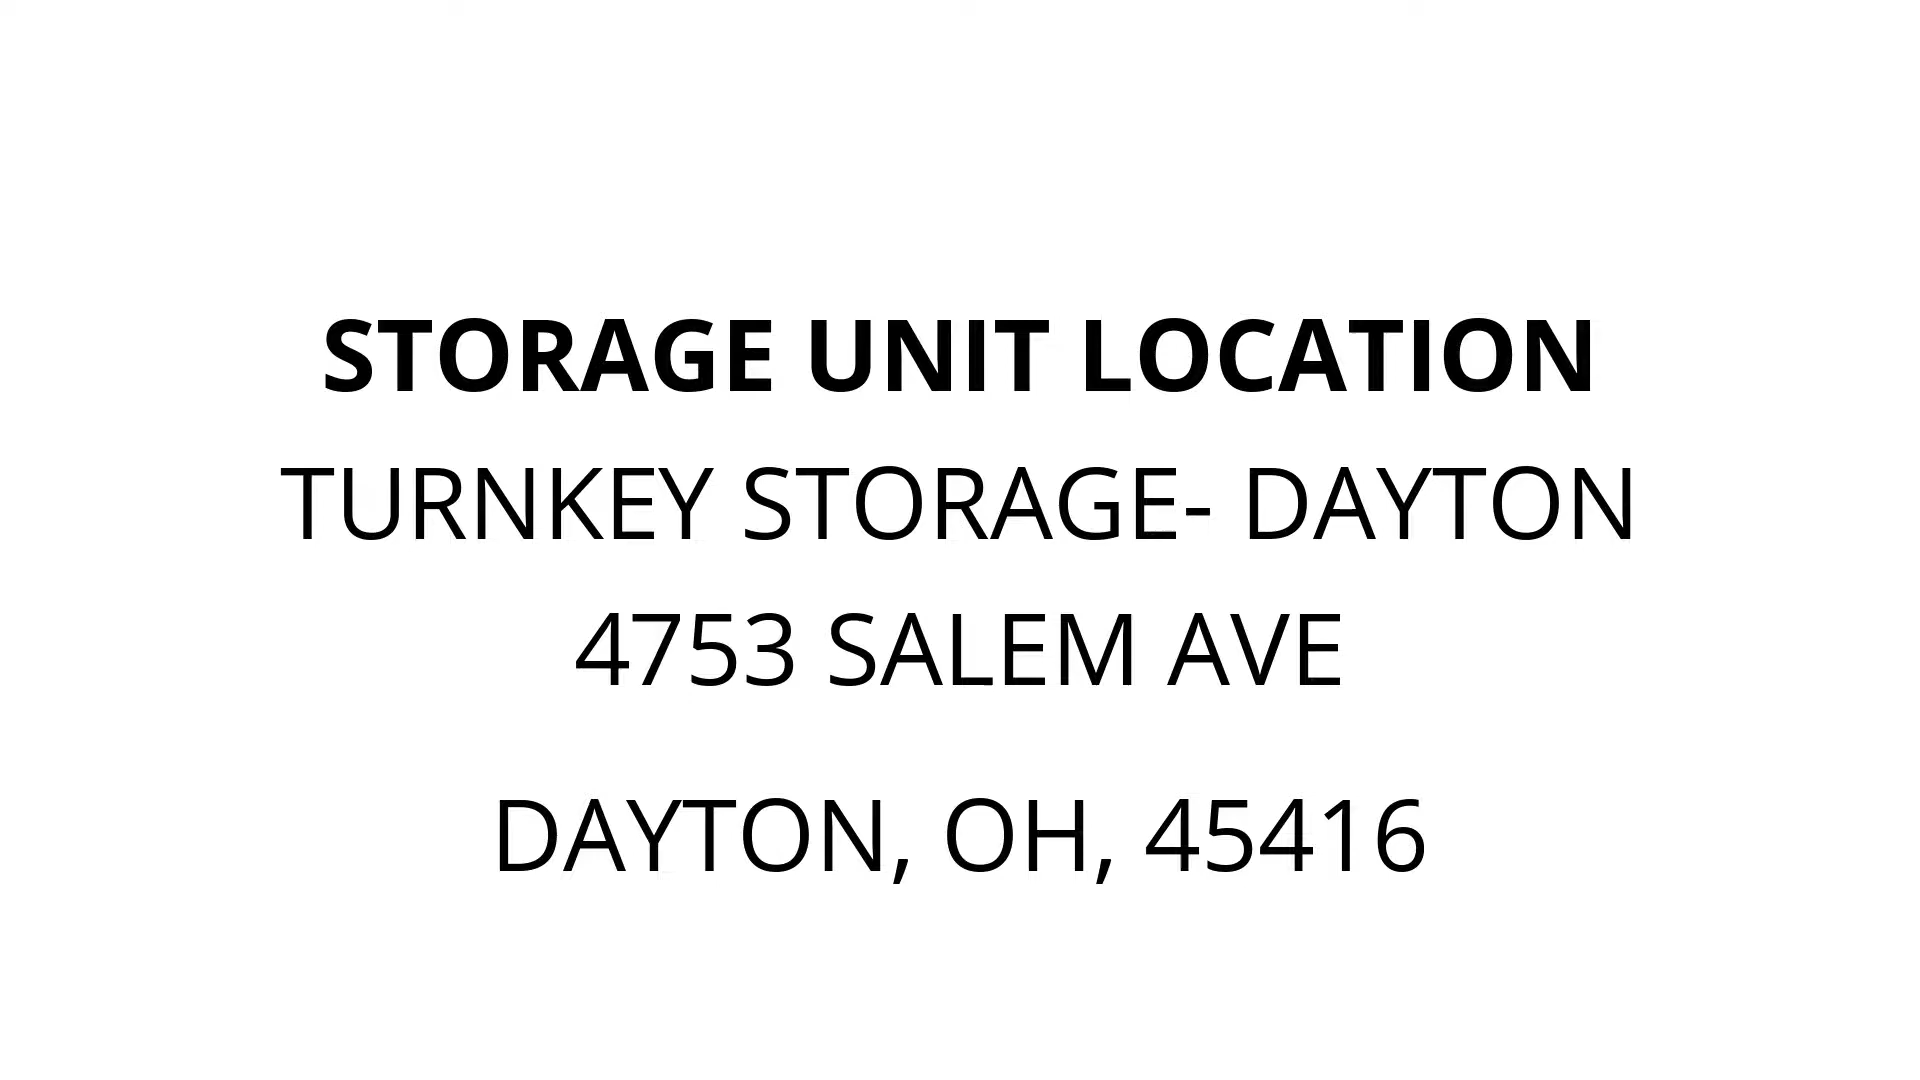 STORAGE UNIT LOCATION
TURNKEY STORAGE- DAYTON
4753 SALEM AVE
DAYTON, OH, 45416